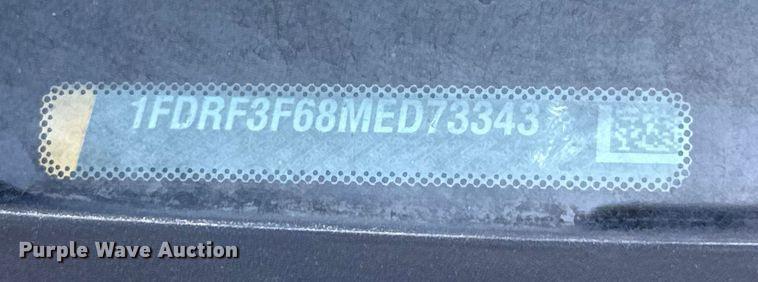 1FDRF3F68MED73343
Purple Wave Auction